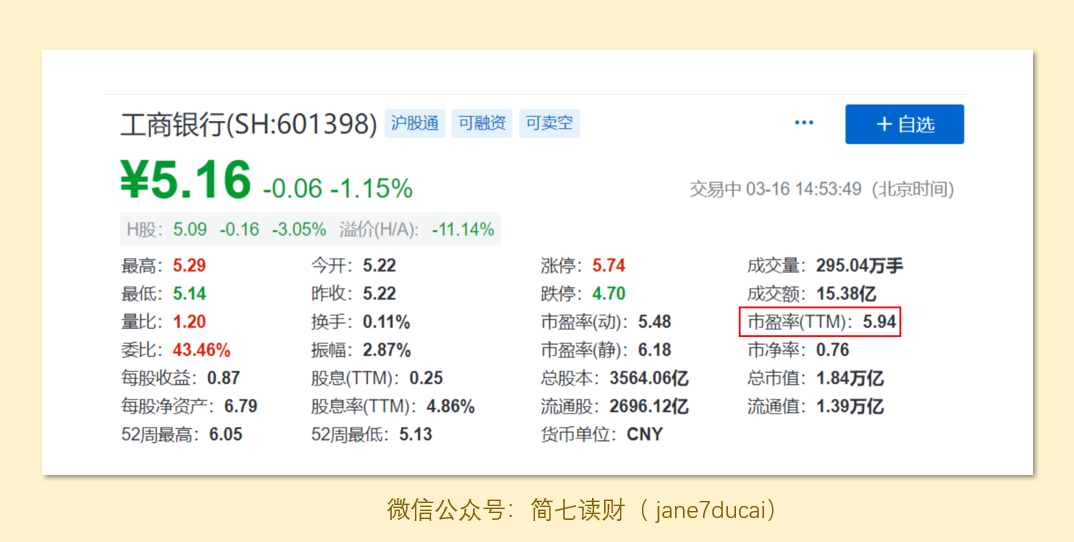 工商银行(SH:601398) 沪股通 可融资 可卖空 ··· ＋自选
¥5.16 -0.06 -1.15% 交易中 03-16 14:53:49 (北京时间)
H股: 5.09 -0.16 -3.05% 溢价(H/A): -11.14%
最高: 5.29 今开: 5.22 涨停: 5.74 成交量: 295.04万手
最低: 5.14 昨收: 5.22 跌停: 4.70 成交额: 15.38亿
量比: 1.20 换手: 0.11% 市盈率(动): 5.48 市盈率(TTM): 5.94
委比: 43.46% 振幅: 2.87% 市盈率(静): 6.18 市净率: 0.76
每股收益: 0.87 股息(TTM): 0.25 总股本: 3564.06亿 总市值: 1.84万亿
每股净资产: 6.79 股息率(TTM): 4.86% 流通股: 2696.12亿 流通值: 1.39万亿
52周最高: 6.05 52周最低: 5.13 货币单位: CNY
微信公众号：简七读财（ jane7ducai）